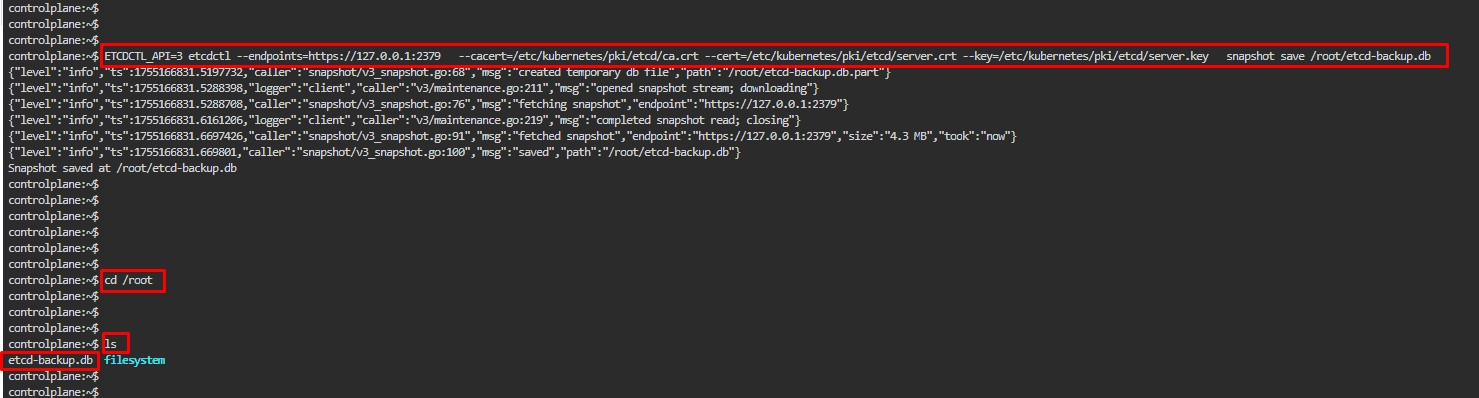 controlplane:~$
controlplane:~$
controlplane:~$
controlplane:~$ ETCDCTL_API=3 etcdctl --endpoints=https://127.0.0.1:2379   --cacert=/etc/kubernetes/pki/etcd/ca.crt --cert=/etc/kubernetes/pki/etcd/server.crt --key=/etc/kubernetes/pki/etcd/server.key   snapshot save /root/etcd-backup.db
{"level":"info","ts":1755166831.5197732,"caller":"snapshot/v3_snapshot.go:68","msg":"created temporary db file","path":"/root/etcd-backup.db.part"}
{"level":"info","ts":1755166831.5288398,"logger":"client","caller":"v3/maintenance.go:211","msg":"opened snapshot stream; downloading"}
{"level":"info","ts":1755166831.5288708,"caller":"snapshot/v3_snapshot.go:76","msg":"fetching snapshot","endpoint":"https://127.0.0.1:2379"}
{"level":"info","ts":1755166831.6161206,"logger":"client","caller":"v3/maintenance.go:219","msg":"completed snapshot read; closing"}
{"level":"info","ts":1755166831.6697426,"caller":"snapshot/v3_snapshot.go:91","msg":"fetched snapshot","endpoint":"https://127.0.0.1:2379","size":"4.3 MB","took":"now"}
{"level":"info","ts":1755166831.669801,"caller":"snapshot/v3_snapshot.go:100","msg":"saved","path":"/root/etcd-backup.db"}
Snapshot saved at /root/etcd-backup.db
controlplane:~$
controlplane:~$
controlplane:~$
controlplane:~$
controlplane:~$
controlplane:~$
controlplane:~$ cd /root
controlplane:~$
controlplane:~$
controlplane:~$
controlplane:~$ ls
etcd-backup.db filesystem
controlplane:~$
controlplane:~$